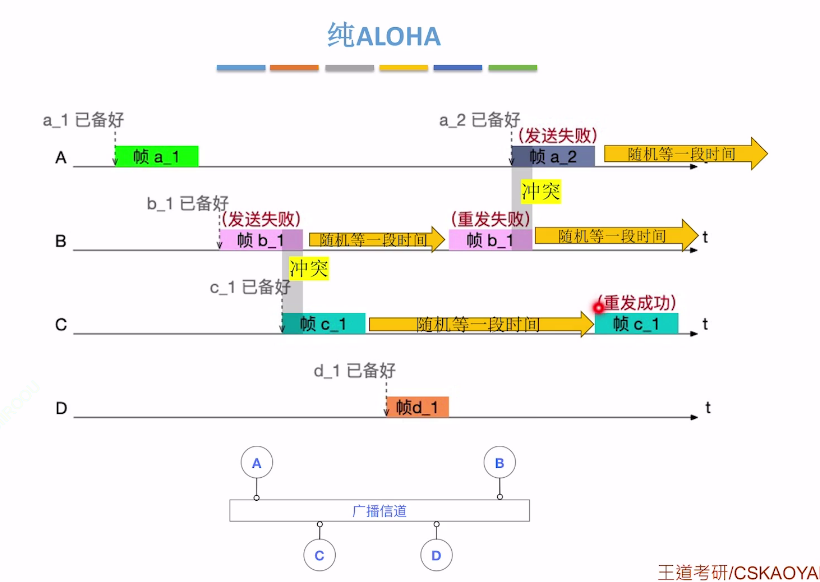 纯ALOHA
a_1 已备好
a_2 已备好
(发送失败)
A
帧 a_1
帧 a_2
随机等一段时间
冲突
b_1 已备好
(发送失败)
(重发失败)
B
帧 b_1
随机等一段时间
帧 b_1
随机等一段时间
t
冲突
c_1 已备好
(重发成功)
C
帧 c_1
随机等一段时间
帧 c_1
t
d_1 已备好
D
帧d_1
t
A
B
广播信道
C
D
王道考研/CSKAOYA